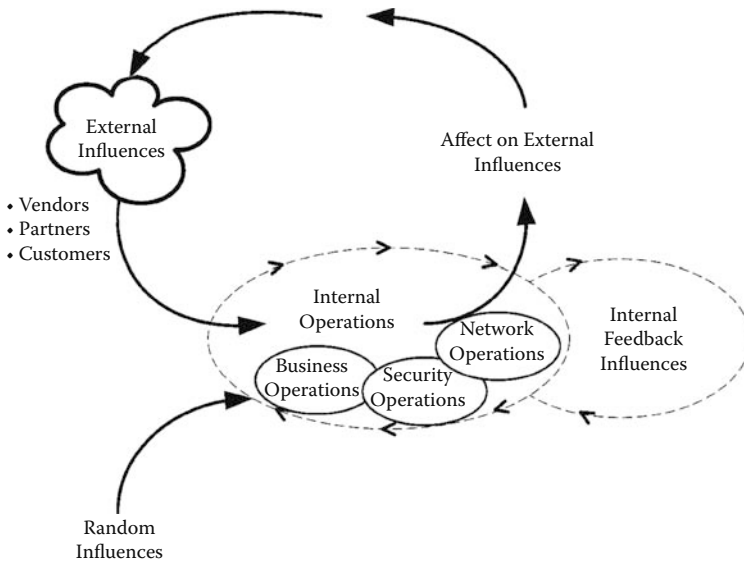 External
Influences
Affect on External
Influences
• Vendors
• Partners
• Customers
Internal
Operations
Network
Operations
Internal
Feedback
Influences
Business
Operations
Security
Operations
Random
Influences